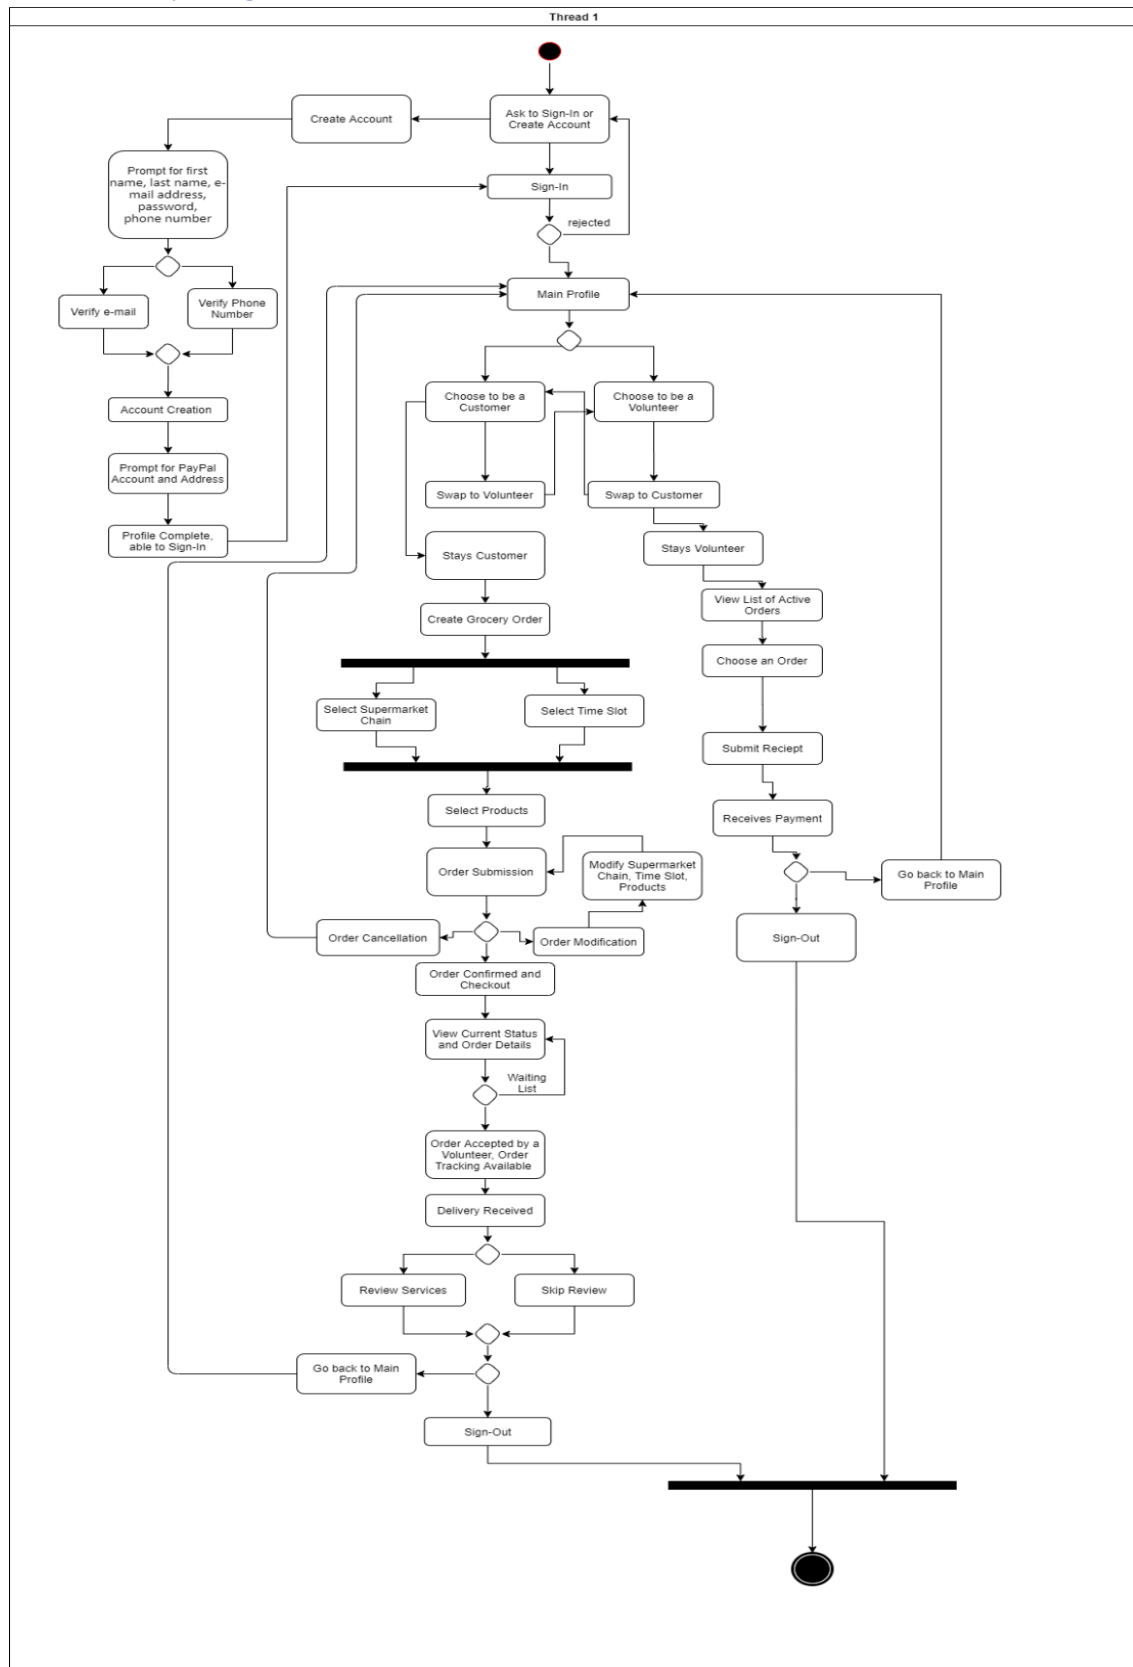 Thread 1
Ask to Sign-In or
Create Account
Create Account
Prompt for first
name, last name, e-
mail address,
password,
phone number
Sign-In
rejected
Verify e-mail
Verify Phone
Number
Main Profile
Account Creation
Choose to be a
Customer
Choose to be a
Volunteer
Prompt for PayPal
Account and Address
Swap to Volunteer
Swap to Customer
Profile Complete,
able to Sign-In
Stays Customer
Stays Volunteer
View List of Active
Orders
Create Grocery Order
Choose an Order
Select Supermarket
Chain
Select Time Slot
Submit Reciept
Select Products
Receives Payment
Order Submission
Modify Supermarket
Chain, Time Slot,
Products
Go back to Main
Profile
Order Cancellation
Order Modification
Sign-Out
Order Confirmed and
Checkout
View Current Status
and Order Details
Waiting
List
Order Accepted by a
Volunteer, Order
Tracking Available
Delivery Received
Review Services
Skip Review
Go back to Main
Profile
Sign-Out